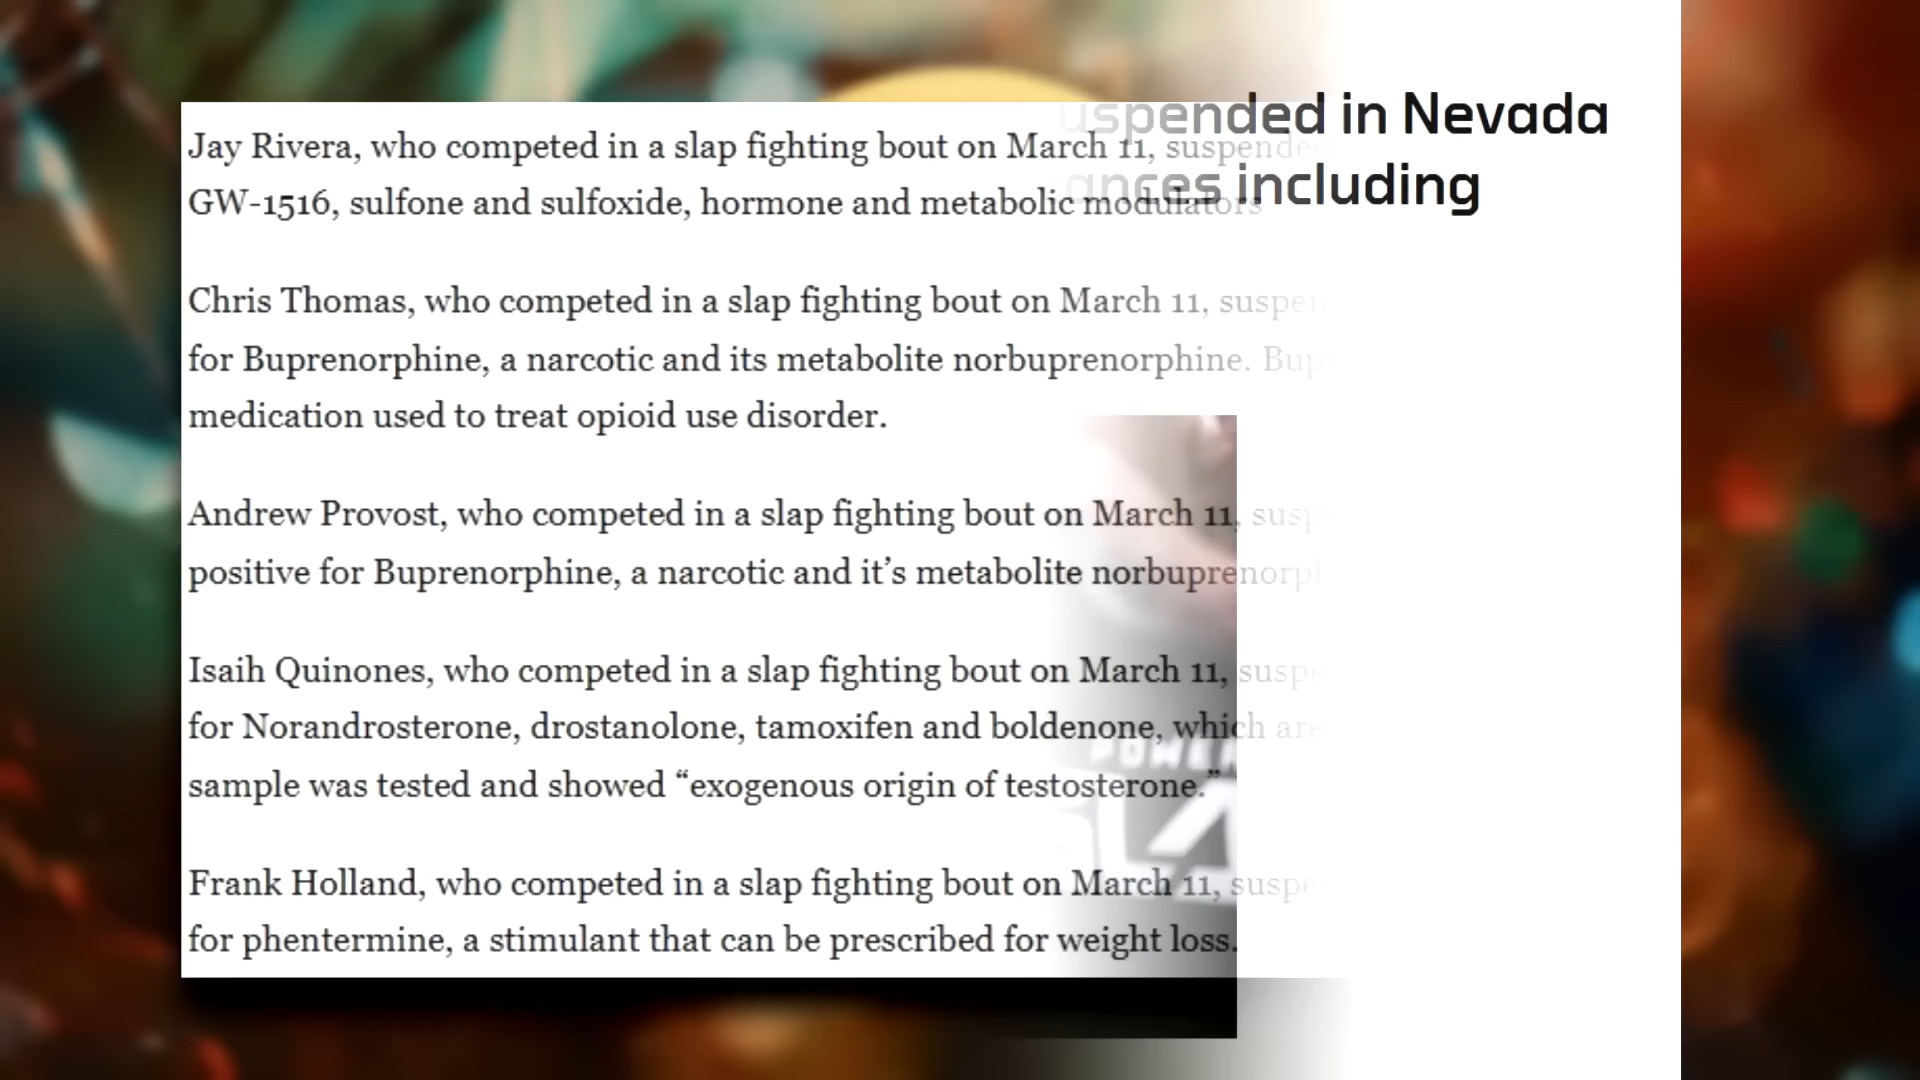 uspended in Nevada
ances including
Jay Rivera, who competed in a slap fighting bout on March 11, suspended
GW-1516, sulfone and sulfoxide, hormone and metabolic modulators
Chris Thomas, who competed in a slap fighting bout on March 11, suspen
for Buprenorphine, a narcotic and its metabolite norbuprenorphine. Bup
medication used to treat opioid use disorder.
Andrew Provost, who competed in a slap fighting bout on March 11, susp
positive for Buprenorphine, a narcotic and it’s metabolite norbuprenorph
Isaih Quinones, who competed in a slap fighting bout on March 11, suspe
for Norandrosterone, drostanolone, tamoxifen and boldenone, which are
sample was tested and showed “exogenous origin of testosterone.”
Frank Holland, who competed in a slap fighting bout on March 11, suspe
for phentermine, a stimulant that can be prescribed for weight loss.
POWER
SLA